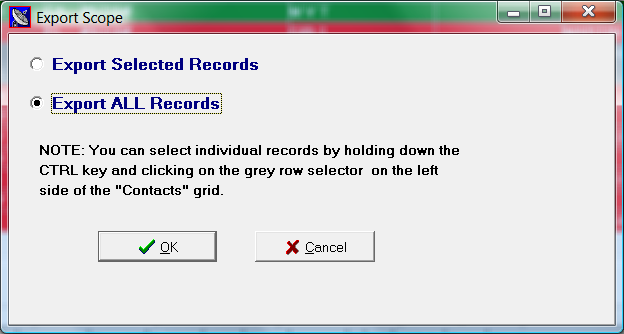 Export Scope
Export Selected Records
Export ALL Records
NOTE: You can select individual records by holding down the
CTRL key and clicking on the grey row selector on the left
side of the "Contacts" grid.
OK
Cancel